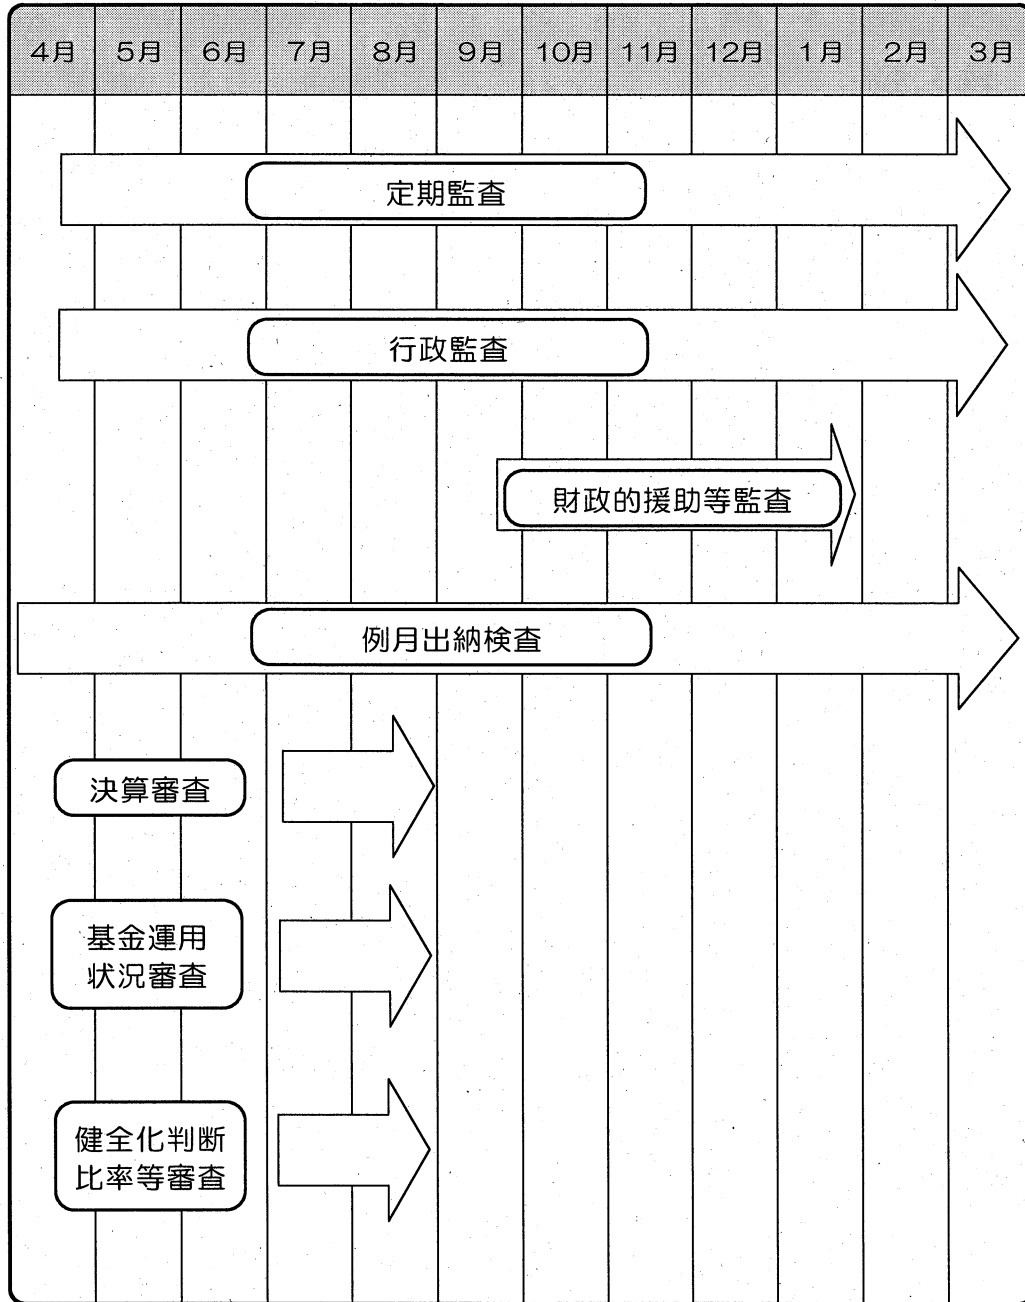 4月 5月 6月 7月 8月 9月 10月 11月 12月 1月 2月 3月
定期監査
行政監査
財政的援助等監査
例月出納検査
決算審査
基金運用
状況審査
健全化判断
比率等審査